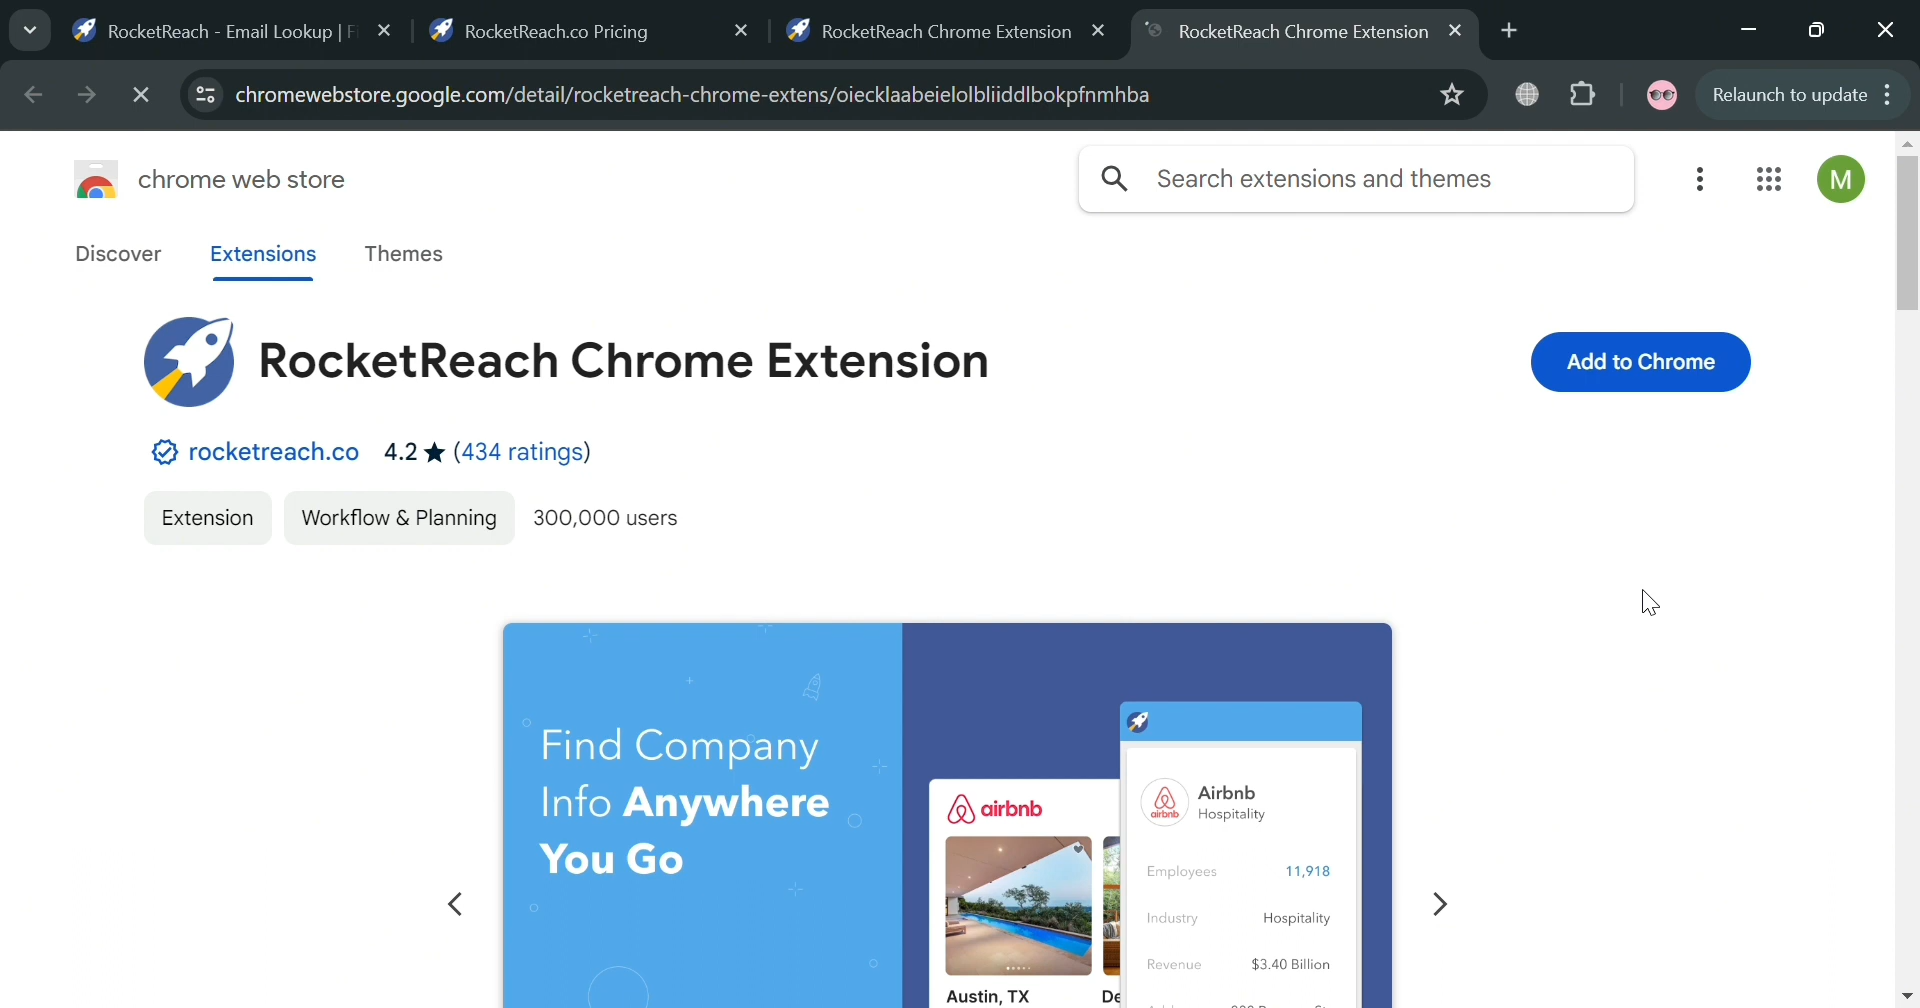 RocketReach - Email Lookup | Fi
RocketReach.co Pricing
RocketReach Chrome Extension
RocketReach Chrome Extension
chromewebstore.google.com/detail/rocketreach-chrome-extens/oiecklaabeielolbliiddlbokpfnmhba
Relaunch to update
chrome web store
Search extensions and themes
M
Discover
Extensions
Themes
RocketReach Chrome Extension
Add to Chrome
rocketreach.co 4.2 ★ (434 ratings)
Extension
Workflow & Planning
300,000 users
Find Company
Info Anywhere
You Go
airbnb
Austin, TX
De
airbnb
Airbnb
Hospitality
Employees 11,918
Industry Hospitality
Revenue $3.40 Billion